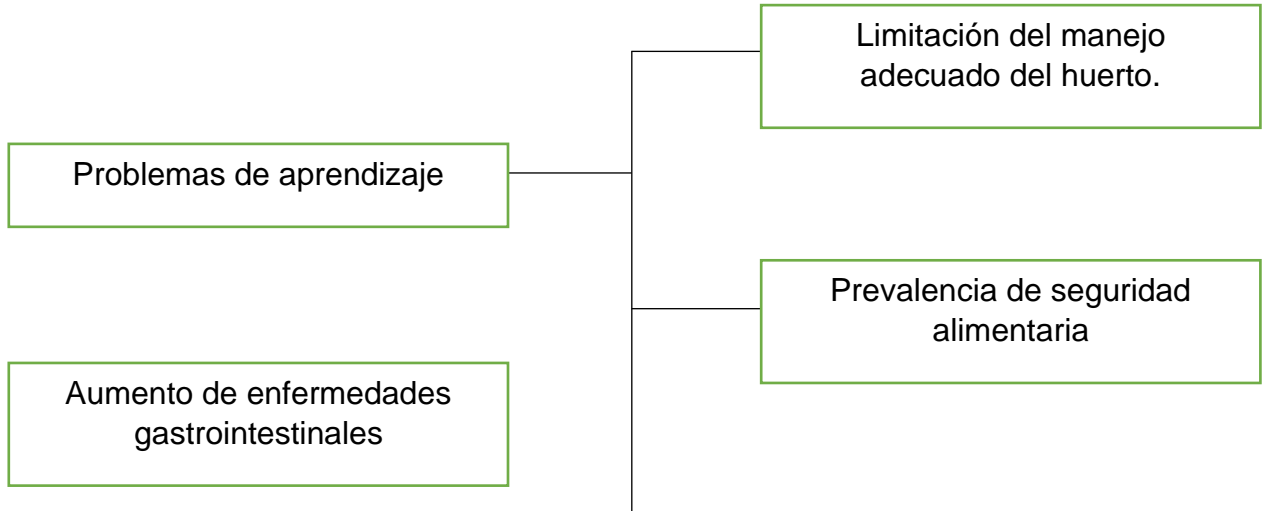 Limitación del manejo
adecuado del huerto.
Problemas de aprendizaje
Prevalencia de seguridad
alimentaria
Aumento de enfermedades
gastrointestinales